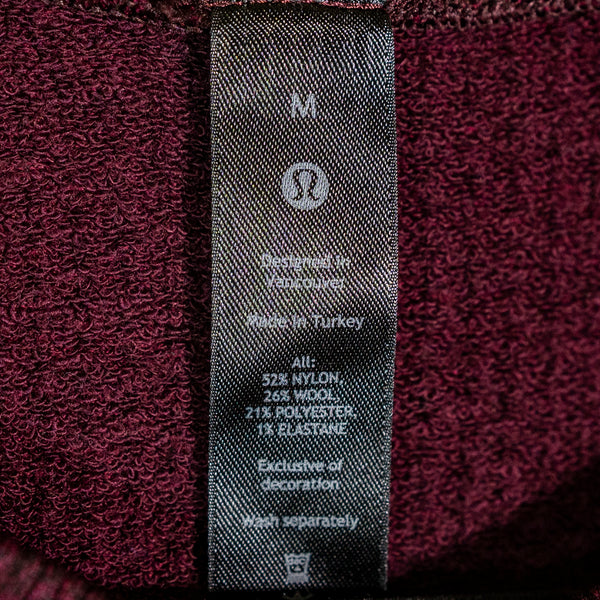 M
Designed in
Vancouver
Made in Turkey
All:
52% NYLON,
26% WOOL,
21% POLYESTER,
1% ELASTANE
Exclusive of
decoration
Wash separately